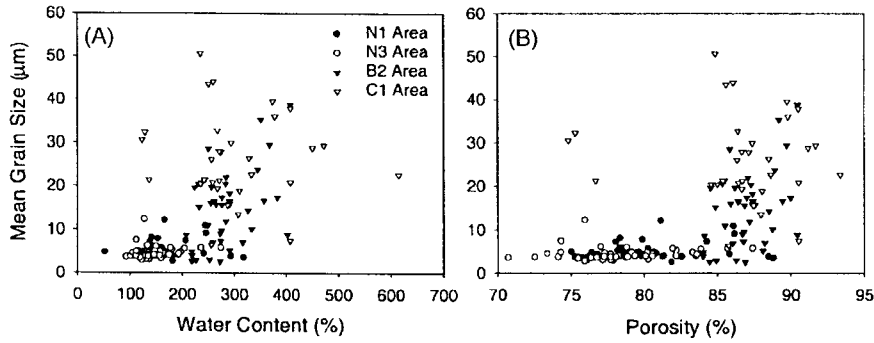 (A)
N1 Area
N3 Area
B2 Area
C1 Area
Mean Grain Size (μm)
60
50
40
30
20
10
0
0 100 200 300 400 500 600 700
Water Content (%)
(B)
60
50
40
30
20
10
0
70 75 80 85 90 95
Porosity (%)